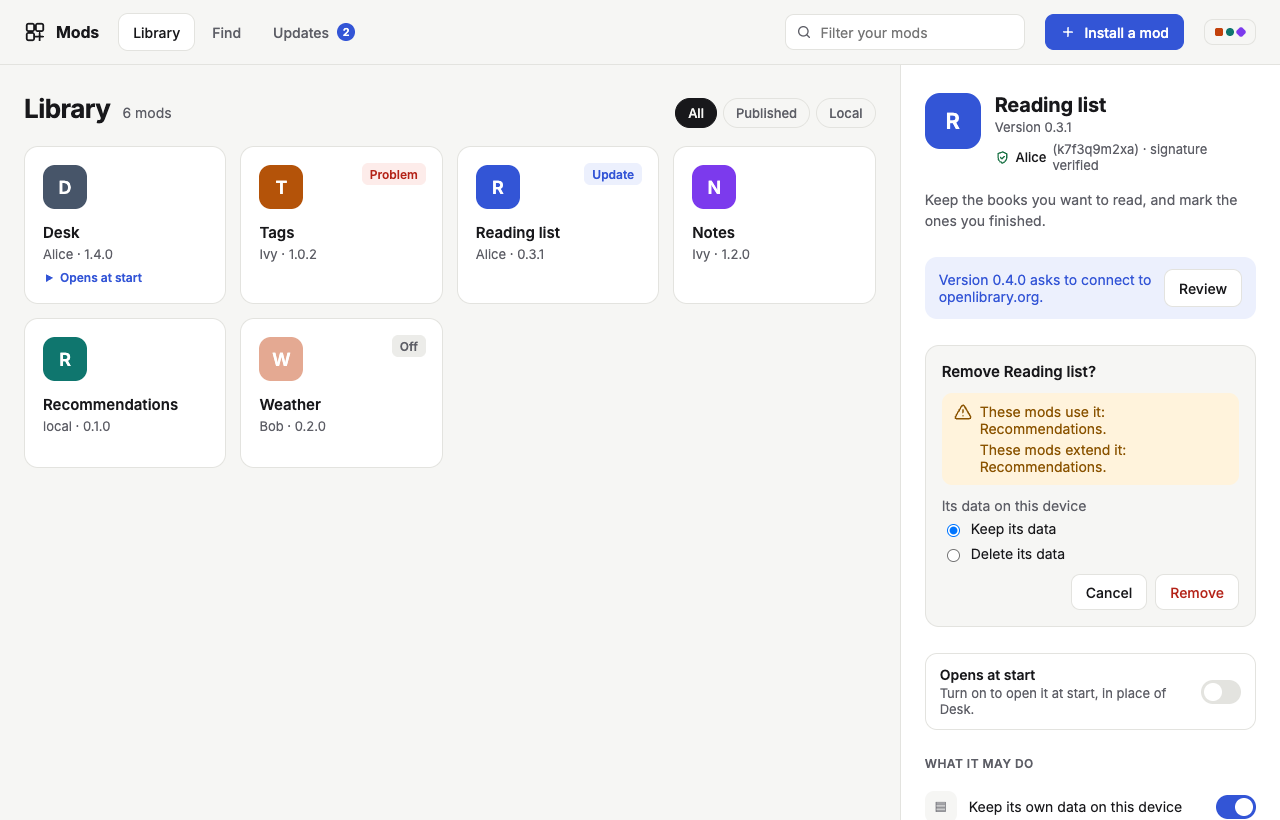 Mods
Library
Find
Updates 2
Filter your mods
Install a mod
Library
6 mods
All
Published
Local
D
Desk
Alice · 1.4.0
Opens at start
T
Problem
Tags
Ivy · 1.0.2
R
Update
Reading list
Alice · 0.3.1
N
Notes
Ivy · 1.2.0
R
Recommendations
local · 0.1.0
W
Off
Weather
Bob · 0.2.0
R
Reading list
Version 0.3.1
Alice (k7f3q9m2xa) · signature
verified
Keep the books you want to read, and mark the
ones you finished.
Version 0.4.0 asks to connect to
openlibrary.org.
Review
Remove Reading list?
These mods use it:
Recommendations.
These mods extend it:
Recommendations.
Its data on this device
Keep its data
Delete its data
Cancel
Remove
Opens at start
Turn on to open it at start, in place of
Desk.
WHAT IT MAY DO
Keep its own data on this device